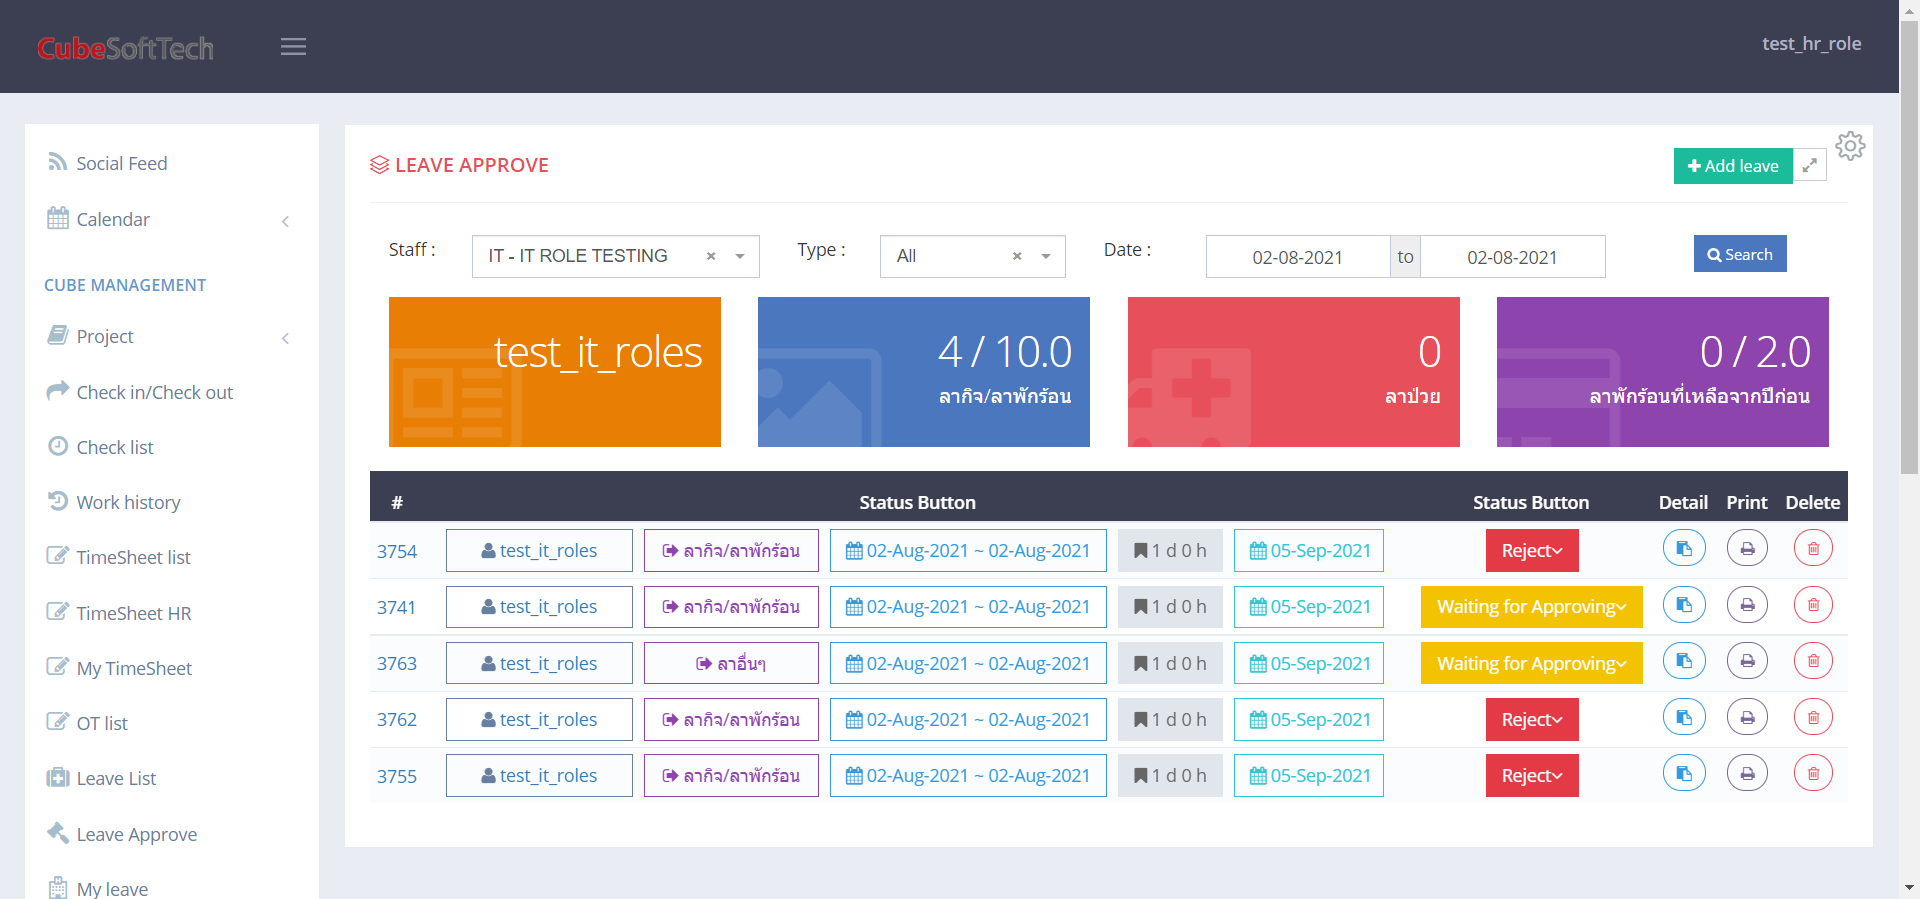 CubeSoftTech
test_hr_role
Social Feed
Calendar
CUBE MANAGEMENT
Project
Check in/Check out
Check list
Work history
TimeSheet list
TimeSheet HR
My TimeSheet
OT list
Leave List
Leave Approve
My leave
LEAVE APPROVE
Add leave
Staff : IT - IT ROLE TESTING × Type : All × Date : 02-08-2021 to 02-08-2021 Search
test_it_roles
4 / 10.0
ลากิจ/ลาพักร้อน
0
ลาป่วย
0 / 2.0
ลาพักร้อนที่เหลือจากปีก่อน
# Status Button Status Button Detail Print Delete
3754 test_it_roles ลากิจ/ลาพักร้อน 02-Aug-2021 ~ 02-Aug-2021 1 d 0 h 05-Sep-2021 Reject
3741 test_it_roles ลากิจ/ลาพักร้อน 02-Aug-2021 ~ 02-Aug-2021 1 d 0 h 05-Sep-2021 Waiting for Approving
3763 test_it_roles ลาอื่นๆ 02-Aug-2021 ~ 02-Aug-2021 1 d 0 h 05-Sep-2021 Waiting for Approving
3762 test_it_roles ลากิจ/ลาพักร้อน 02-Aug-2021 ~ 02-Aug-2021 1 d 0 h 05-Sep-2021 Reject
3755 test_it_roles ลากิจ/ลาพักร้อน 02-Aug-2021 ~ 02-Aug-2021 1 d 0 h 05-Sep-2021 Reject